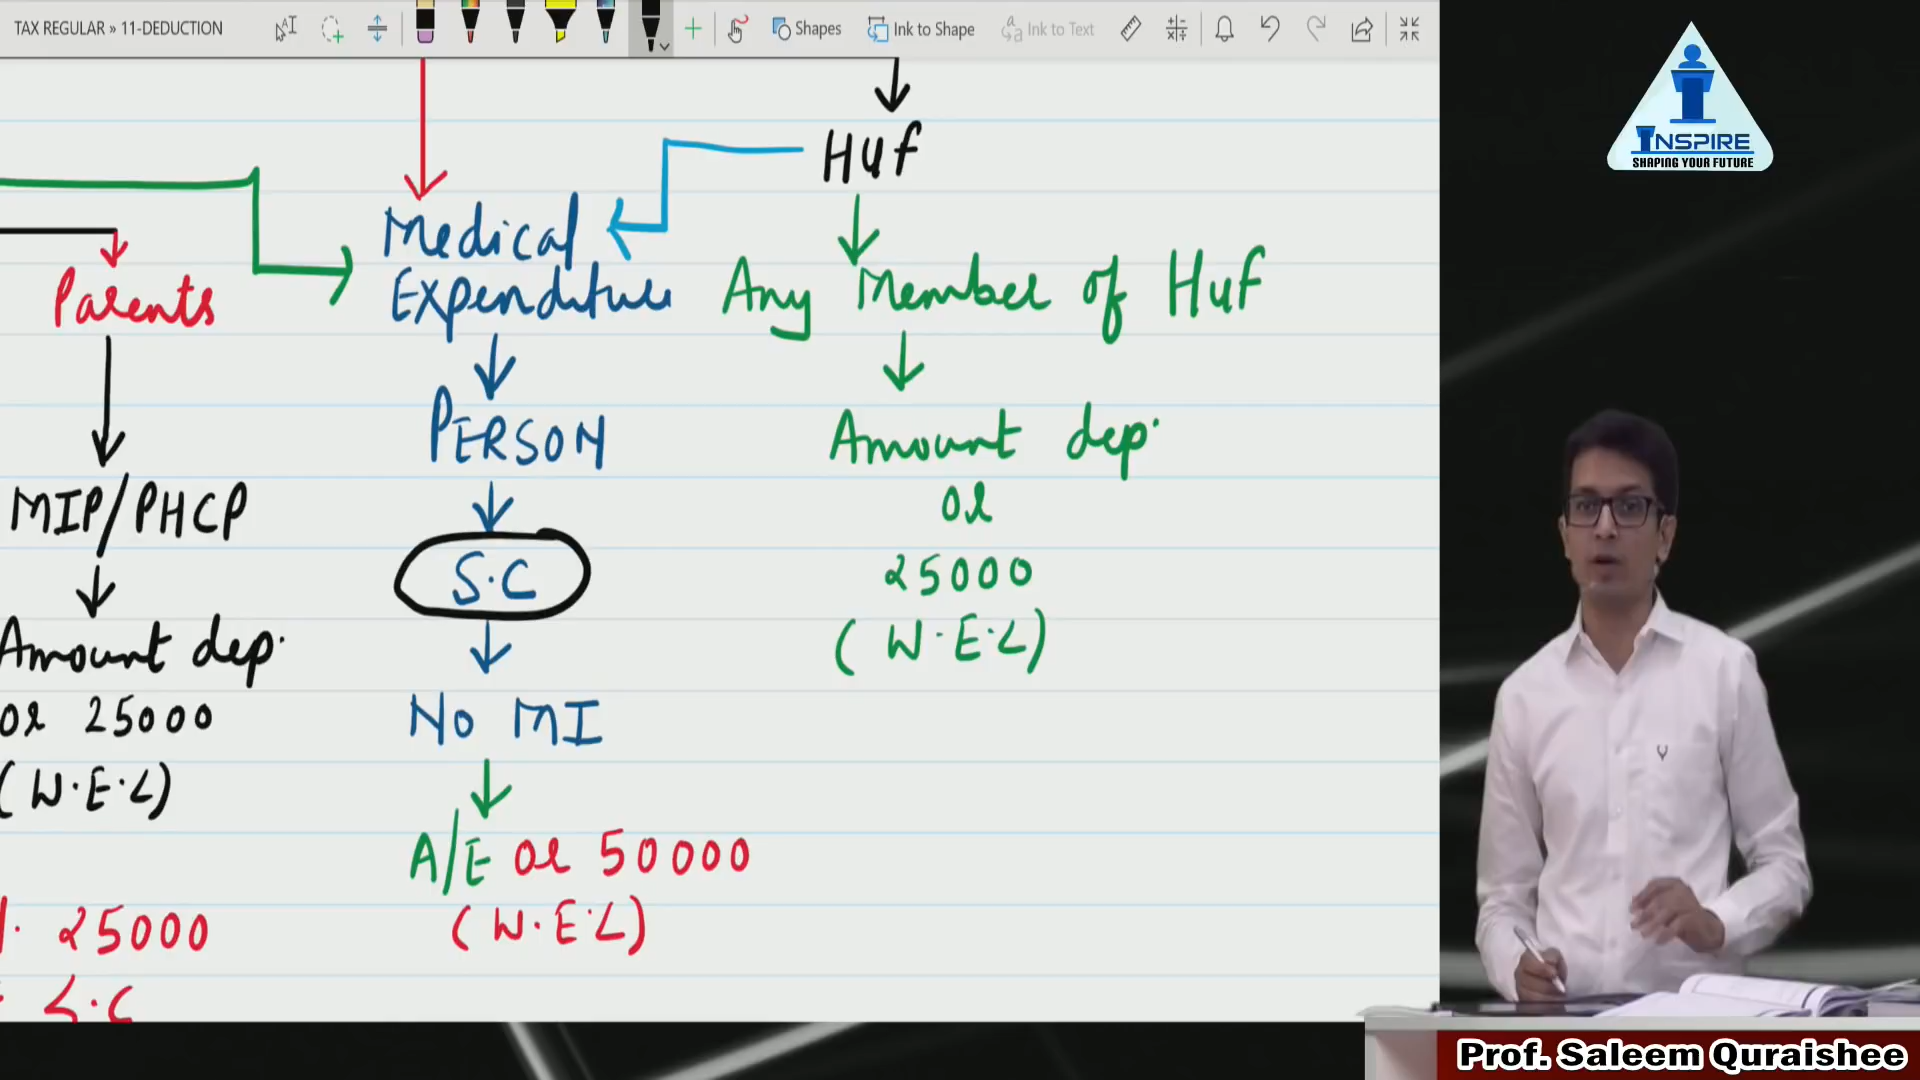 TAX REGULAR » 11-DEDUCTION
Shapes
Ink to Shape
Ink to Text
INSPIRE
SHAPING YOUR FUTURE
Huf
Medical
Expenditure
Parents
Any Member of Huf
PERSON
Amount dep.
or
25000
(W.E.L)
MIP/PHCP
S.C
Amount dep.
or 25000
(W.E.L)
No MI
A/E or 50000
(W.E.L)
25000
S.C
Prof. Saleem Quraishee